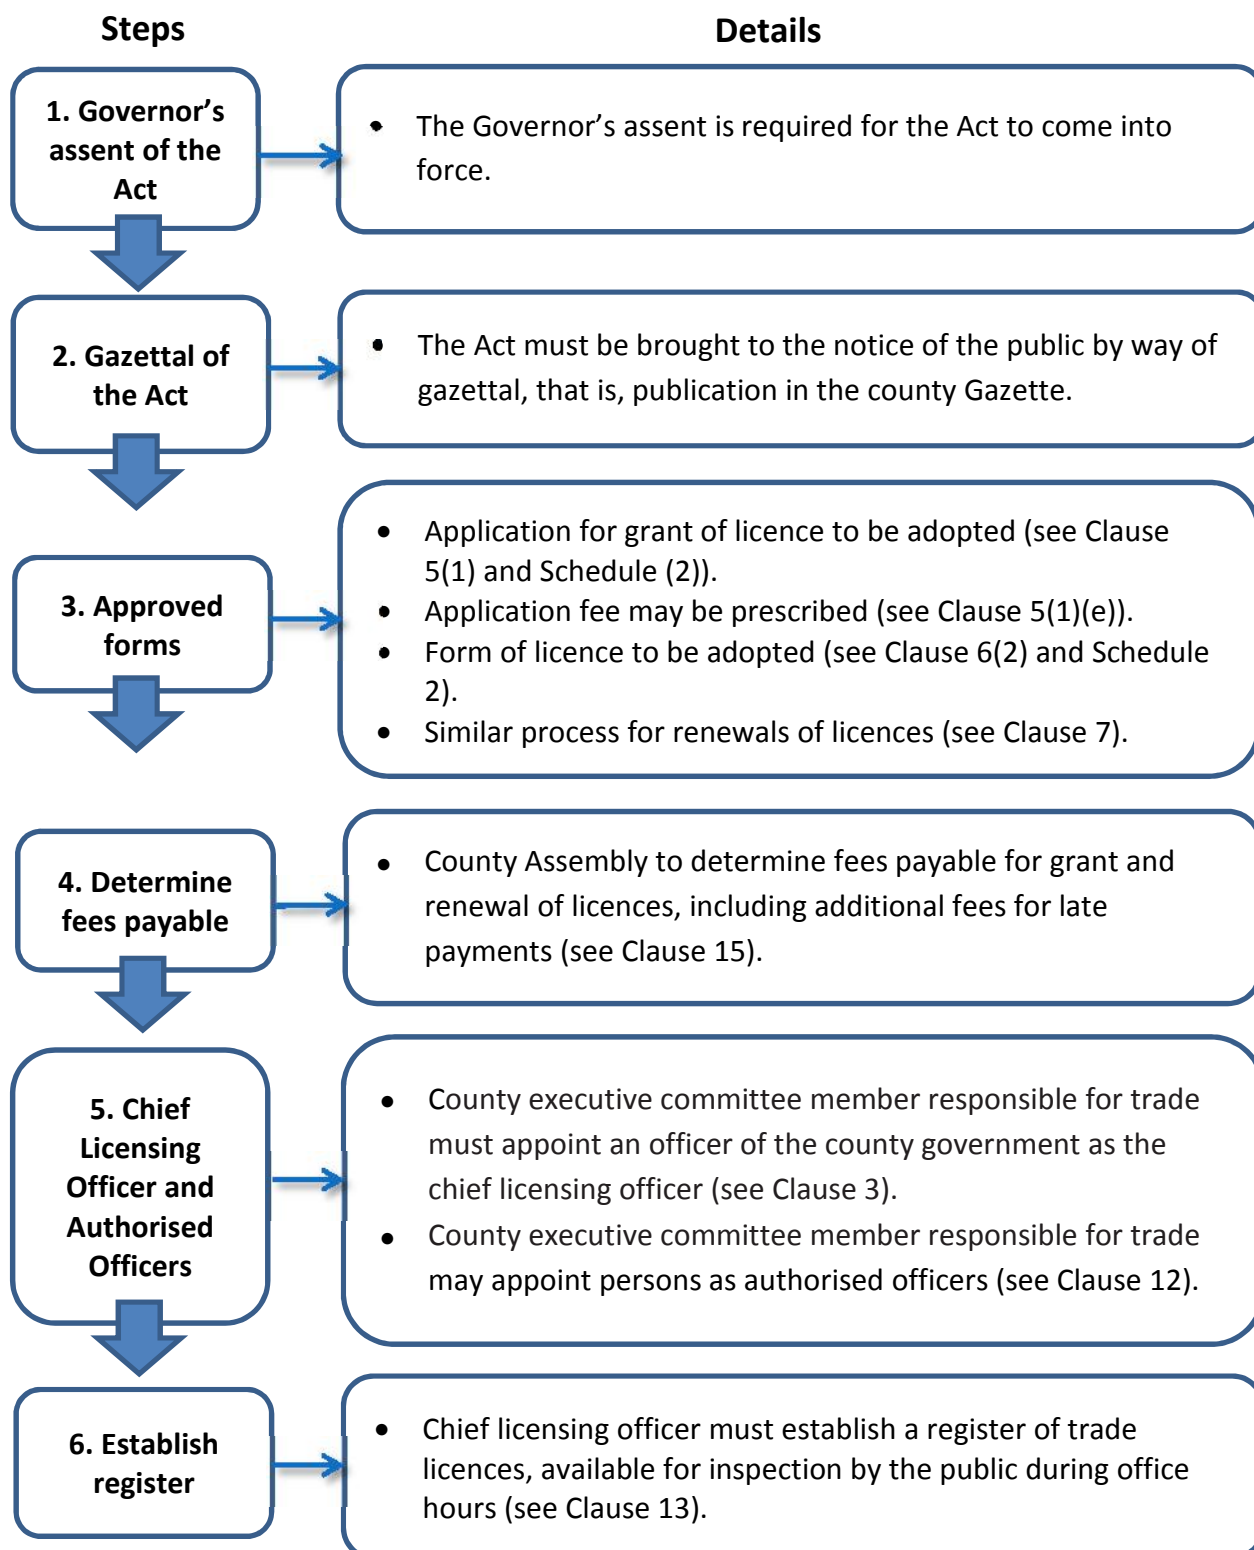 Steps
Details
1. Governor's
assent of the
Act
• The Governor's assent is required for the Act to come into
force.
2. Gazettal of
the Act
• The Act must be brought to the notice of the public by way of
gazettal, that is, publication in the county Gazette.
3. Approved
forms
• Application for grant of licence to be adopted (see Clause
5(1) and Schedule (2)).
• Application fee may be prescribed (see Clause 5(1)(e)).
• Form of licence to be adopted (see Clause 6(2) and Schedule
2).
• Similar process for renewals of licences (see Clause 7).
4. Determine
fees payable
• County Assembly to determine fees payable for grant and
renewal of licences, including additional fees for late
payments (see Clause 15).
5. Chief
Licensing
Officer and
Authorised
Officers
• County executive committee member responsible for trade
must appoint an officer of the county government as the
chief licensing officer (see Clause 3).
• County executive committee member responsible for trade
may appoint persons as authorised officers (see Clause 12).
6. Establish
register
• Chief licensing officer must establish a register of trade
licences, available for inspection by the public during office
hours (see Clause 13).